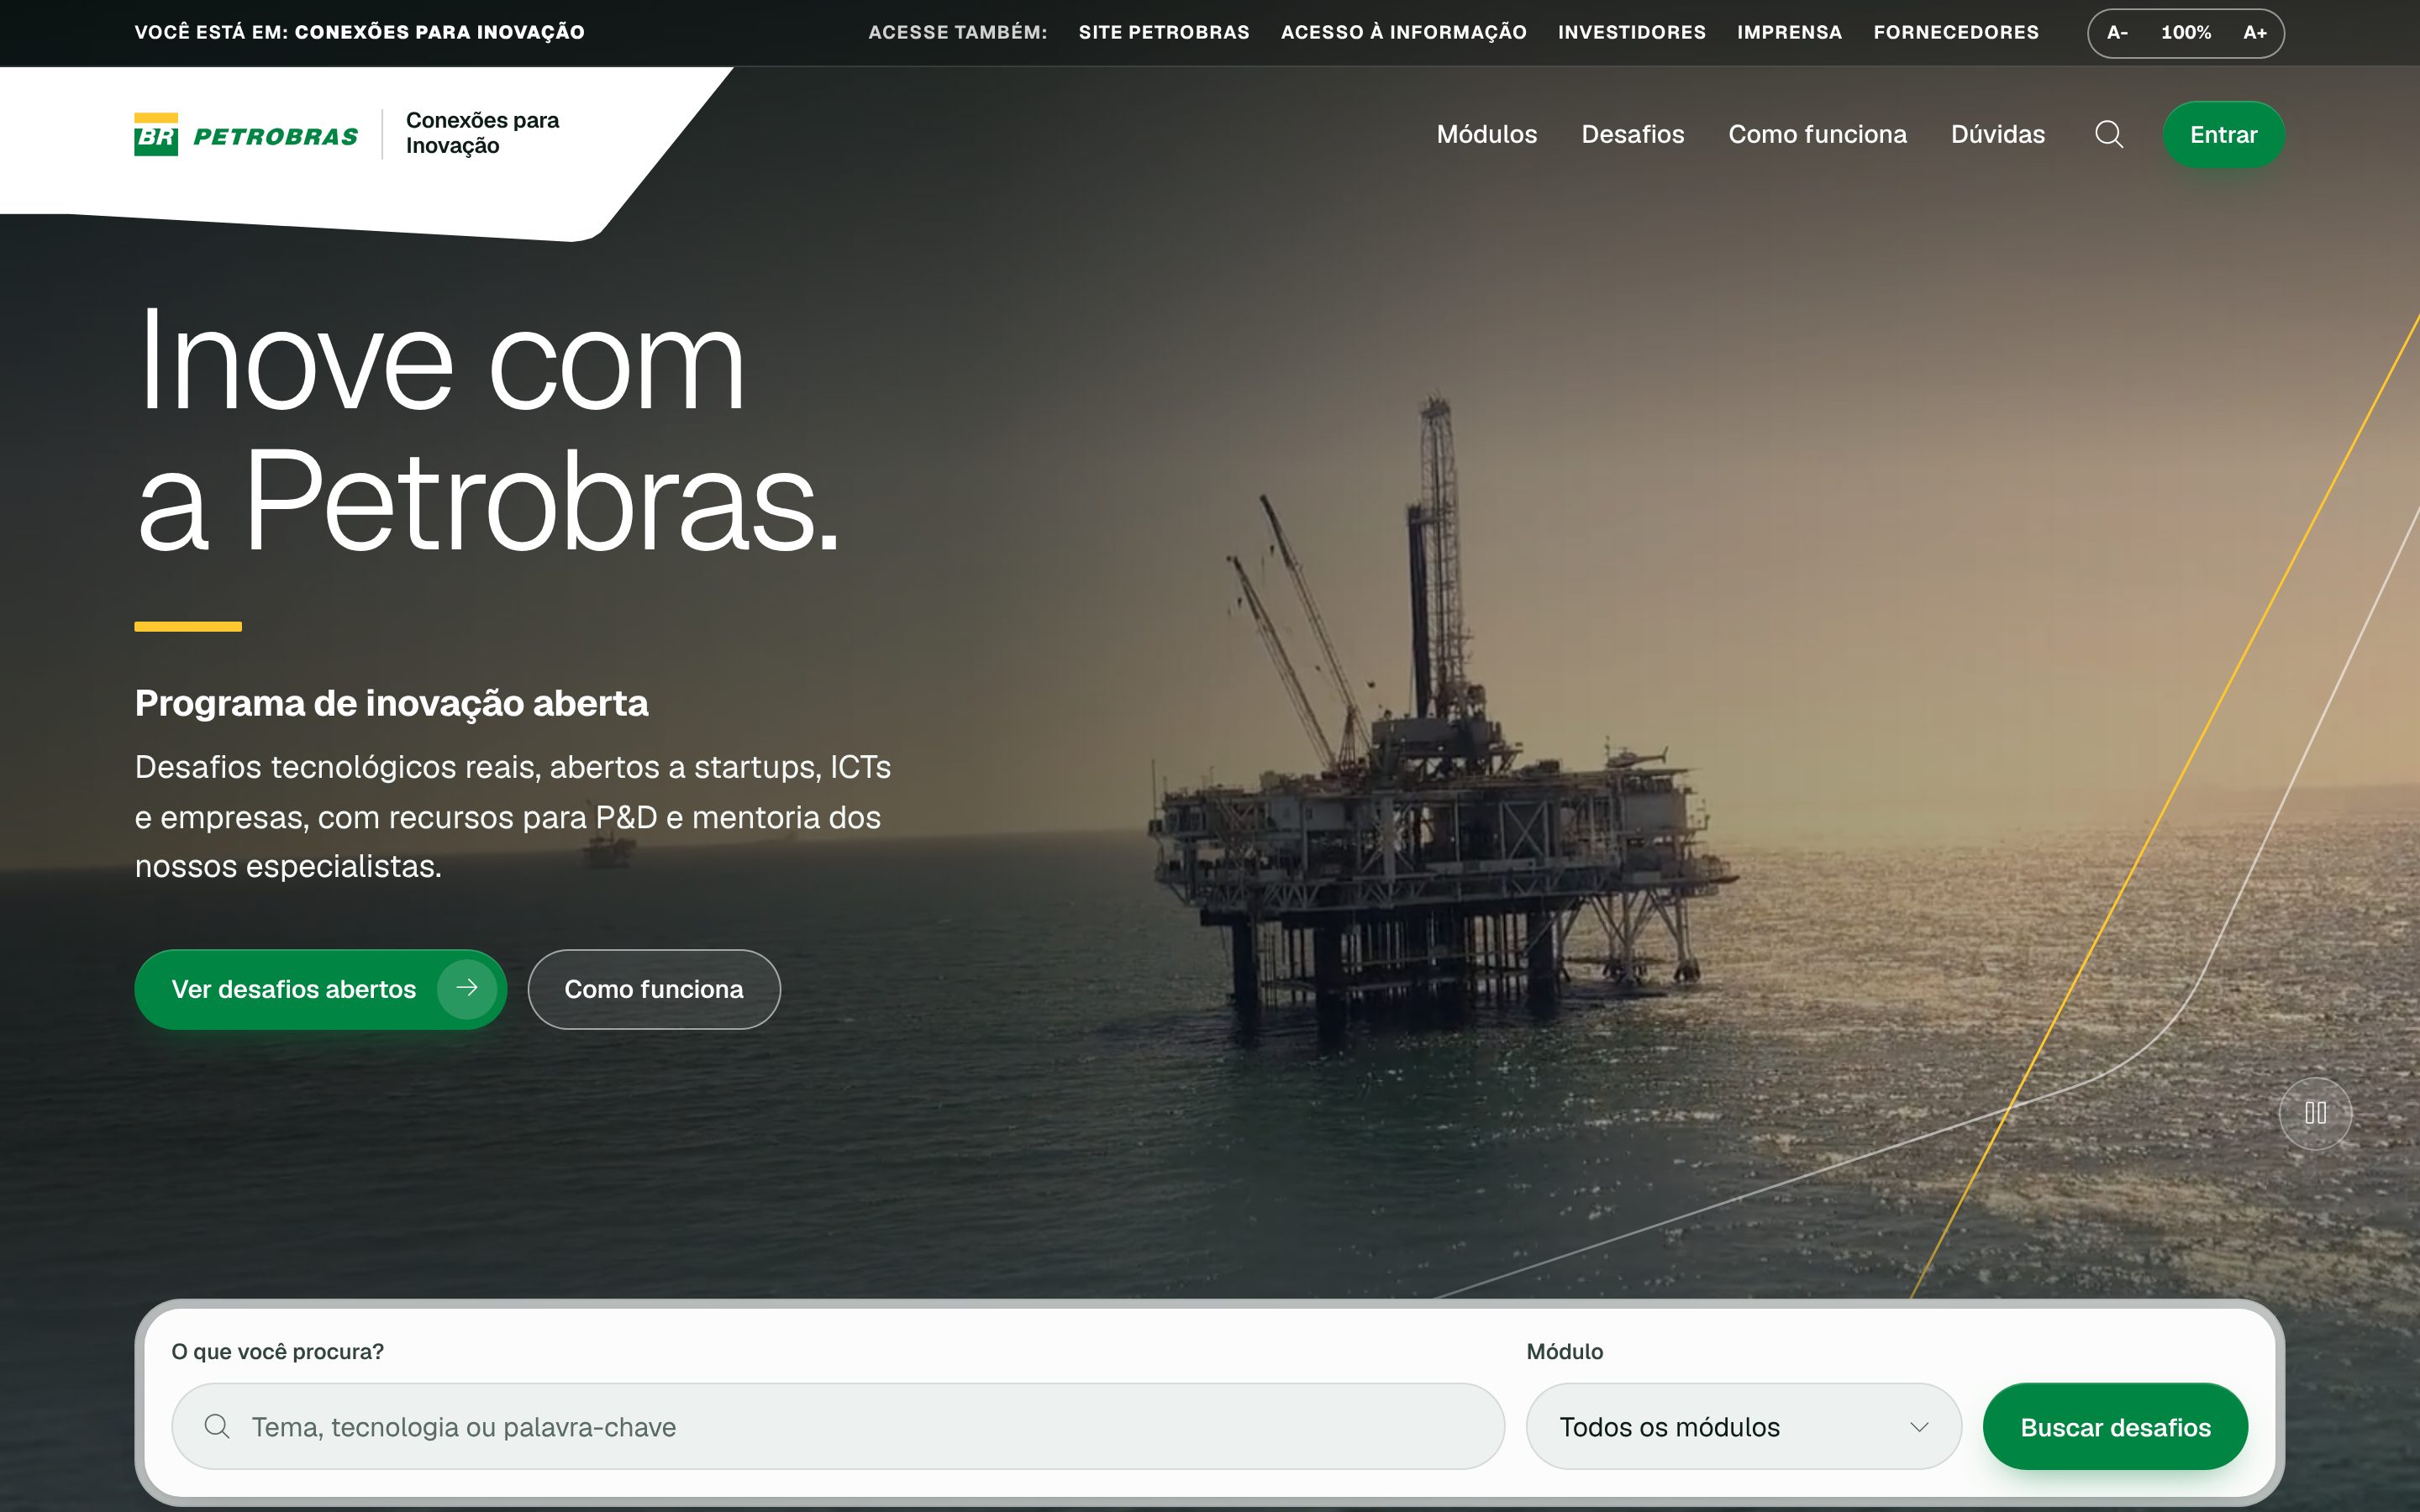 VOCÊ ESTÁ EM: CONEXÕES PARA INOVAÇÃO
ACESSE TAMBÉM: SITE PETROBRAS ACESSO À INFORMAÇÃO INVESTIDORES IMPRENSA FORNECEDORES A- 100% A+
BR PETROBRAS
Conexões para
Inovação
Módulos Desafios Como funciona Dúvidas Entrar
Inove com
a Petrobras.
Programa de inovação aberta
Desafios tecnológicos reais, abertos a startups, ICTs
e empresas, com recursos para P&D e mentoria dos
nossos especialistas.
Ver desafios abertos Como funciona
O que você procura? Módulo
Tema, tecnologia ou palavra-chave Todos os módulos Buscar desafios